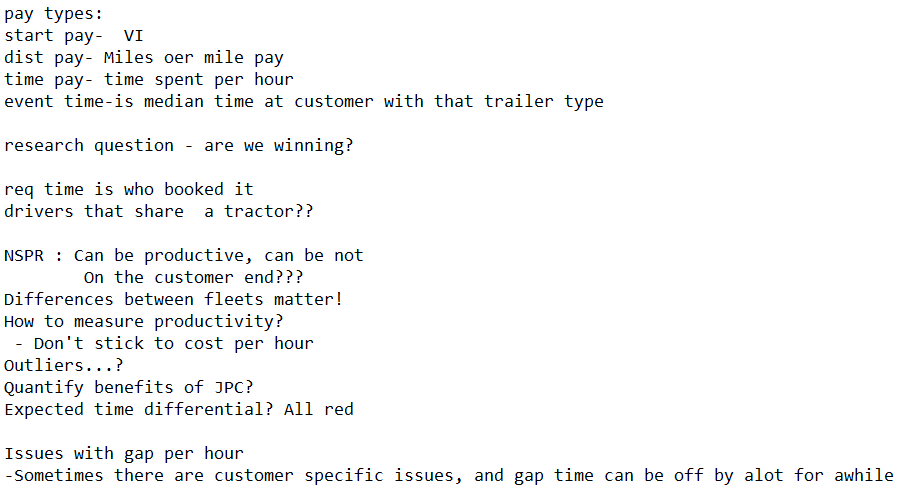 pay types:
start pay-  VI
dist pay- Miles oer mile pay
time pay- time spent per hour
event time-is median time at customer with that trailer type
research question - are we winning?
req time is who booked it
drivers that share  a tractor??
NSPR : Can be productive, can be not
        On the customer end???
Differences between fleets matter!
How to measure productivity?
 - Don't stick to cost per hour
Outliers...?
Quantify benefits of JPC?
Expected time differential? All red
Issues with gap per hour
-Sometimes there are customer specific issues, and gap time can be off by alot for awhile